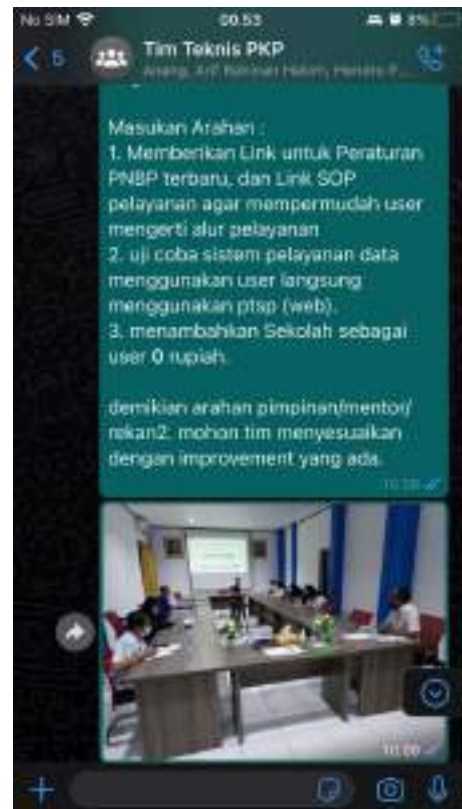 No SIM
00.53
8%
5
Tim Teknis PKP
Masukan Arahan :
1. Memberikan Link untuk Peraturan
PNBP terbaru, dan Link SOP
pelayanan agar mempermudah user
mengerti alur pelayanan
2. uji coba sistem pelayanan data
menggunakan user langsung
menggunakan ptsp (web).
3. menambahkan Sekolah sebagai
user 0 rupiah.
demikian arahan pimpinan/mentor/
rekan2. mohon tim menyesuaikan
dengan improvement yang ada.